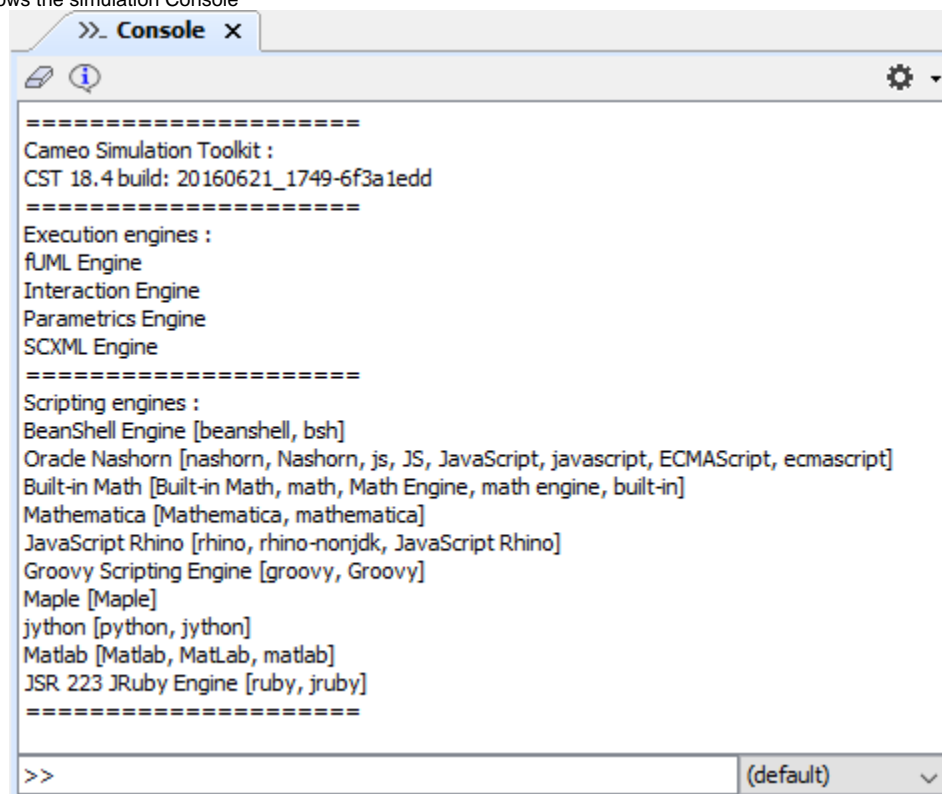 ows the simulation Console
>>_ Console x
======================
Cameo Simulation Toolkit :
CST 18.4 build: 20160621_1749-6f3a1edd
======================
Execution engines :
fUML Engine
Interaction Engine
Parametrics Engine
SCXML Engine
======================
Scripting engines :
BeanShell Engine [beanshell, bsh]
Oracle Nashorn [nashorn, Nashorn, js, JS, JavaScript, javascript, ECMAScript, ecmascript]
Built-in Math [Built-in Math, math, Math Engine, math engine, built-in]
Mathematica [Mathematica, mathematica]
JavaScript Rhino [rhino, rhino-nonjdk, JavaScript Rhino]
Groovy Scripting Engine [groovy, Groovy]
Maple [Maple]
jython [python, jython]
Matlab [Matlab, MatLab, matlab]
JSR 223 JRuby Engine [ruby, jruby]
======================
>> (default)